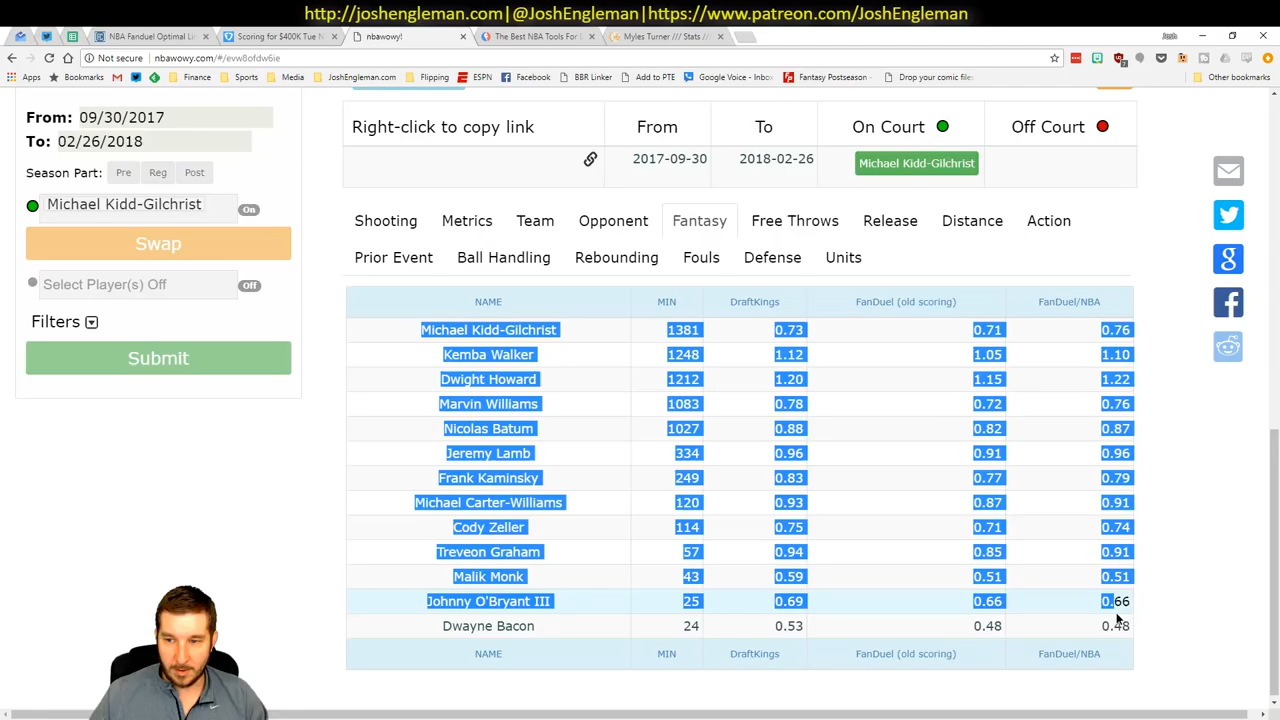 http://joshengleman.com|@JoshEngleman|https://www.patreon.com/JoshEngleman
NBA Fanduel Optimal Li
Scoring for $400K Tue N
nbawowy!
The Best NBA Tools For D
Myles Turner /// Stats /
Josh
Not secure | nbawowy.com/#/evw8ofdw6ie
Apps Bookmarks Finance Sports Media JoshEngleman.com Flipping ESPN Facebook BBR Linker Add to PTE Google Voice - Inbo Fantasy Postseason - Drop your comic files Other bookmarks
From: 09/30/2017
To: 02/26/2018
Season Part: Pre Reg Post
Michael Kidd-Gilchrist On
Swap
Select Player(s) Off Off
Filters
Submit
Right-click to copy link From To On Court Off Court
2017-09-30 2018-02-26 Michael Kidd-Gilchrist
Shooting Metrics Team Opponent Fantasy Free Throws Release Distance Action
Prior Event Ball Handling Rebounding Fouls Defense Units
NAME MIN DraftKings FanDuel (old scoring) FanDuel/NBA
Michael Kidd-Gilchrist 1381 0.73 0.71 0.76
Kemba Walker 1248 1.12 1.05 1.10
Dwight Howard 1212 1.20 1.15 1.22
Marvin Williams 1083 0.78 0.72 0.76
Nicolas Batum 1027 0.88 0.82 0.87
Jeremy Lamb 334 0.96 0.91 0.96
Frank Kaminsky 249 0.83 0.77 0.79
Michael Carter-Williams 120 0.93 0.87 0.91
Cody Zeller 114 0.75 0.71 0.74
Treveon Graham 57 0.94 0.85 0.91
Malik Monk 43 0.59 0.51 0.51
Johnny O'Bryant III 25 0.69 0.66 0.66
Dwayne Bacon 24 0.53 0.48 0.48
NAME MIN DraftKings FanDuel (old scoring) FanDuel/NBA